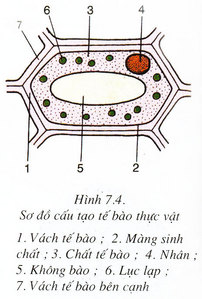 6 3 4
7
1 5 2
Hình 7.4.
Sơ đồ cấu tạo tế bào thực vật
1. Vách tế bào ; 2. Màng sinh
chất ; 3. Chất tế bào ; 4. Nhân ;
5. Không bào ; 6. Lục lạp ;
7. Vách tế bào bên cạnh